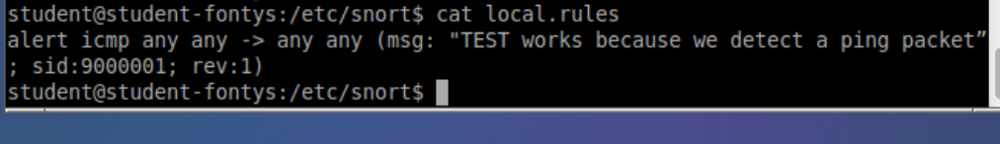 student@student-fontys:/etc/snort$ cat local.rules
alert icmp any any -> any any (msg: "TEST works because we detect a ping packet”
; sid:9000001; rev:1)
student@student-fontys:/etc/snort$